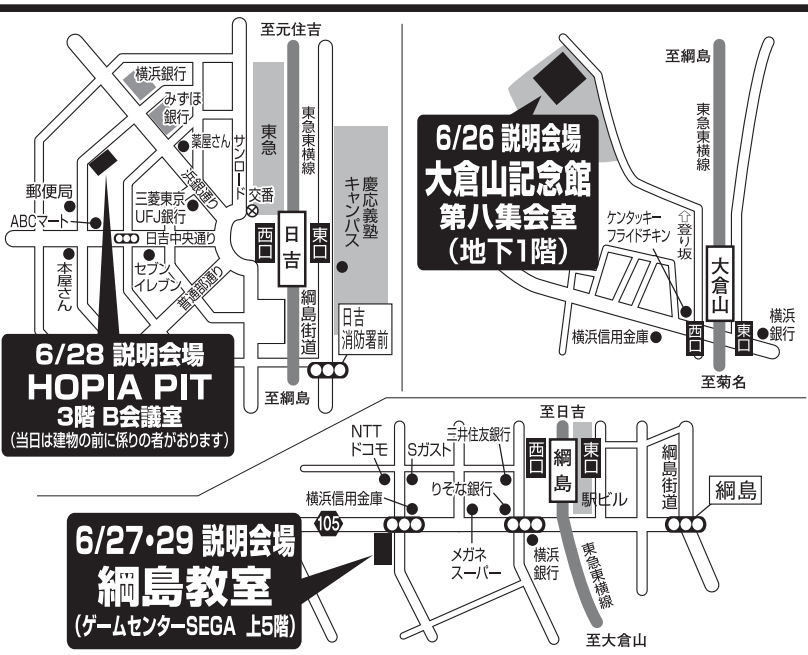 至元住吉
横浜銀行
みずほ
銀行
薬屋さん
サンロード
東急
東急東横線
慶応義塾
キャンパス
浜銀通り
交番
郵便局
三菱東京
UFJ銀行
ABCマート
日吉中央通り
西口
日吉
東口
本屋さん
セブン
イレブン
普通部通り
綱島街道
日吉
消防署前
至綱島
6/28 説明会場
HOPIA PIT
3階 B会議室
(当日は建物の前に係りの者がおります)
至綱島
東急東横線
6/26 説明会場
大倉山記念館
第八集会室
(地下1階)
ケンタッキー
フライドチキン
⇧登り坂
大倉山
横浜信用金庫
西口
東口
横浜
銀行
至菊名
至日吉
NTT
ドコモ
Sガスト
三井住友銀行
西口
綱島
東口
綱島街道
綱島
横浜信用金庫
りそな銀行
駅ビル
105
メガネ
スーパー
横浜
銀行
東急東横線
至大倉山
6/27・29 説明会場
綱島教室
(ゲームセンターSEGA 上5階)